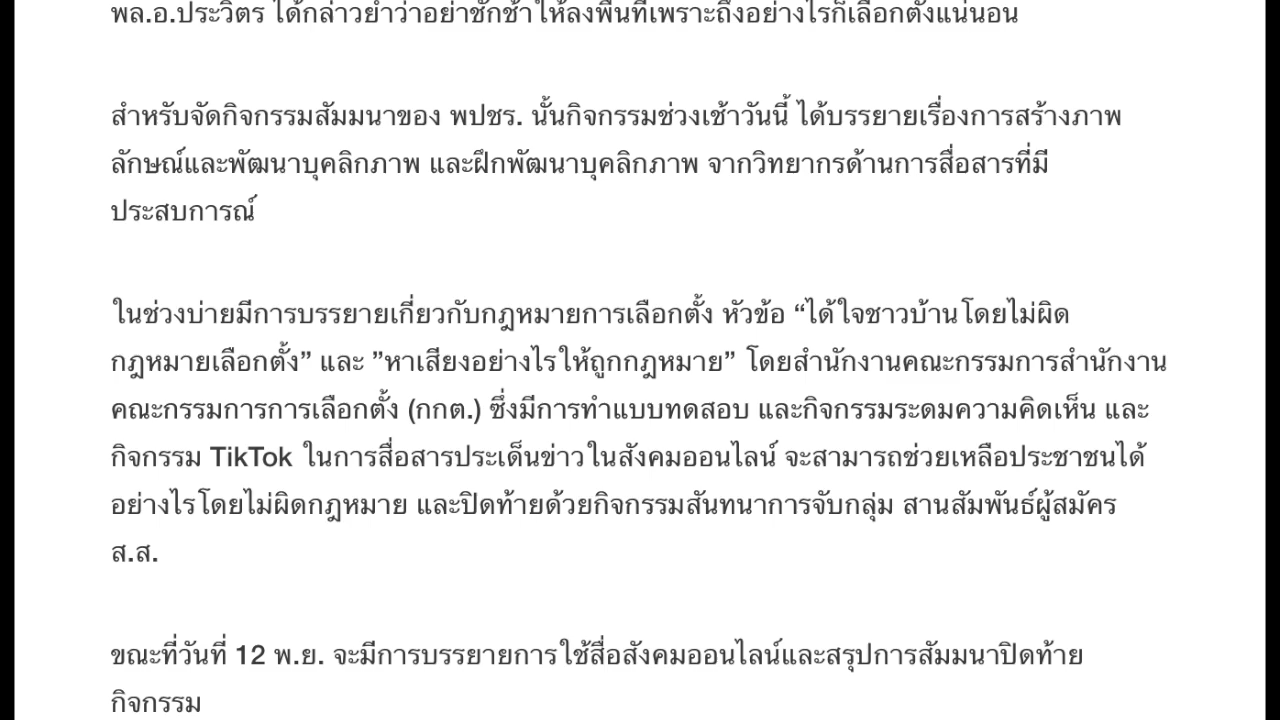 พล.อ.ประวิตร ได้กล่าวย้ำว่าอย่าชักช้าให้ลงพื้นที่เพราะถึงอย่างไรก็เลือกตั้งแน่นอน
สำหรับจัดกิจกรรมสัมมนาของ พปชร. นั้นกิจกรรมช่วงเช้าวันนี้ ได้บรรยายเรื่องการสร้างภาพ
ลักษณ์และพัฒนาบุคลิกภาพ และฝึกพัฒนาบุคลิกภาพ จากวิทยากรด้านการสื่อสารที่มี
ประสบการณ์
ในช่วงบ่ายมีการบรรยายเกี่ยวกับกฎหมายการเลือกตั้ง หัวข้อ “ได้ใจชาวบ้านโดยไม่ผิด
กฎหมายเลือกตั้ง” และ ”หาเสียงอย่างไรให้ถูกกฎหมาย” โดยสำนักงานคณะกรรมการสำนักงาน
คณะกรรมการการเลือกตั้ง (กกต.) ซึ่งมีการทำแบบทดสอบ และกิจกรรมระดมความคิดเห็น และ
กิจกรรม TikTok ในการสื่อสารประเด็นข่าวในสังคมออนไลน์ จะสามารถช่วยเหลือประชาชนได้
อย่างไรโดยไม่ผิดกฎหมาย และปิดท้ายด้วยกิจกรรมสันทนาการจับกลุ่ม สานสัมพันธ์ผู้สมัคร
ส.ส.
ขณะที่วันที่ 12 พ.ย. จะมีการบรรยายการใช้สื่อสังคมออนไลน์และสรุปการสัมมนาปิดท้าย
กิจกรรม